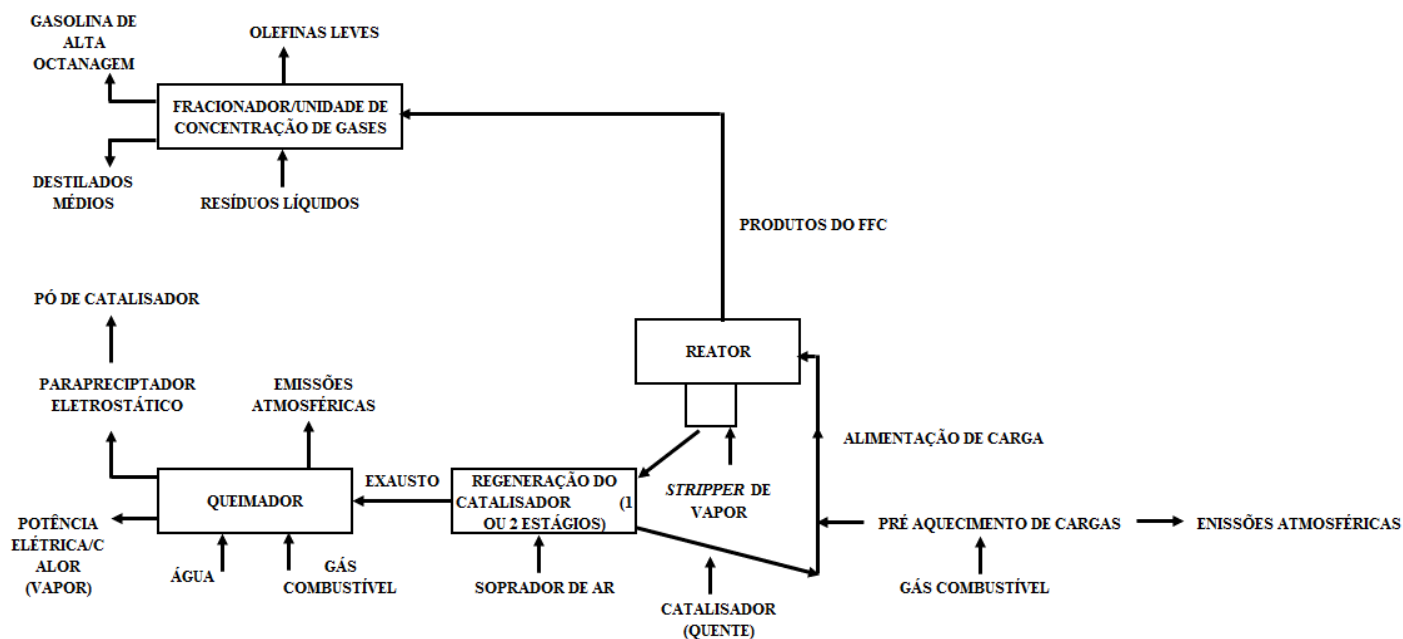 GASOLINA DE
ALTA
OCTANAGEM
OLEFINAS LEVES
FRACIONADOR/UNIDADE DE
CONCENTRAÇÃO DE GASES
DESTILADOS
MÉDIOS
RESÍDUOS LÍQUIDOS
PRODUTOS DO FFC
PÓ DE CATALISADOR
REATOR
PARAPRECIPTADOR
ELETROSTÁTICO
EMISSÕES
ATMOSFÉRICAS
ALIMENTAÇÃO DE CARGA
EXAUSTO
REGENERAÇÃO DO
CATALISADOR (1
OU 2 ESTÁGIOS)
QUEIMADOR
STRIPPER DE
VAPOR
POTÊNCIA
ELÉTRICA/C
ALOR
(VAPOR)
PRÉ AQUECIMENTO DE CARGAS
ENISSÕES ATMOSFÉRICAS
ÁGUA
GÁS
COMBUSTÍVEL
SOPRADOR DE AR
CATALISADOR
(QUENTE)
GÁS COMBUSTÍVEL